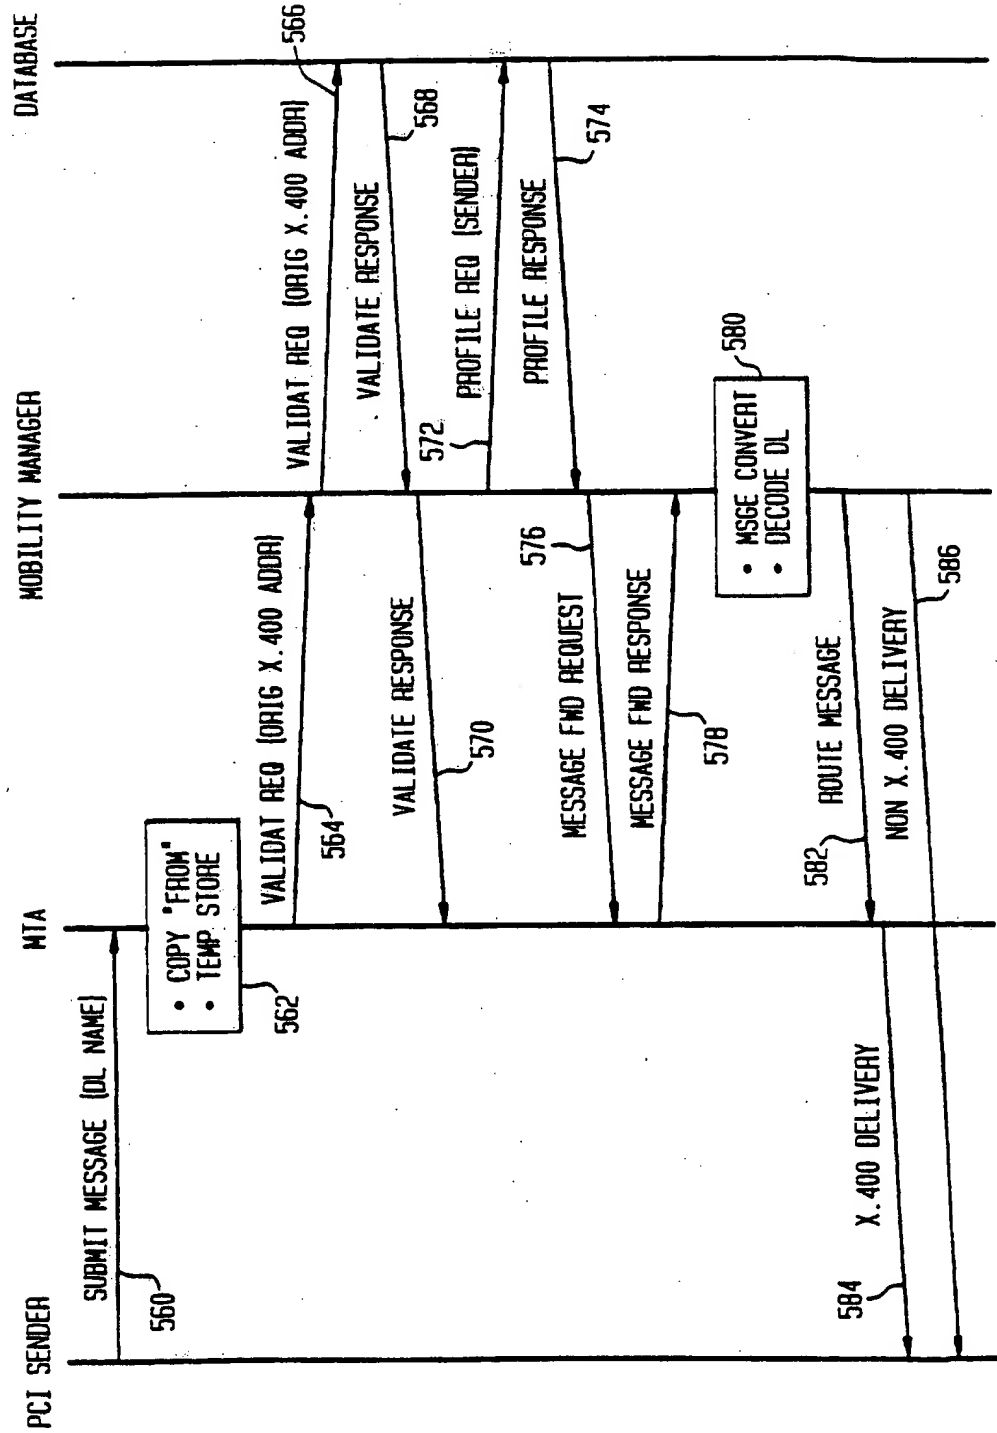 PCI SENDER
MTA
MOBILITY MANAGER
DATABASE
SUBMIT MESSAGE (DL NAME)
560
• COPY "FROM"
• TEMP STORE
562
VALIDAT REQ (ORIG X.400 ADDR)
564
VALIDAT REQ (ORIG X.400 ADDR)
566
VALIDATE RESPONSE
568
VALIDATE RESPONSE
570
PROFILE REQ (SENDER)
572
PROFILE RESPONSE
574
MESSAGE FWD REQUEST
576
MESSAGE FWD RESPONSE
578
• MSGE CONVERT
• DECODE DL
580
ROUTE MESSAGE
582
X.400 DELIVERY
584
NON X.400 DELIVERY
586